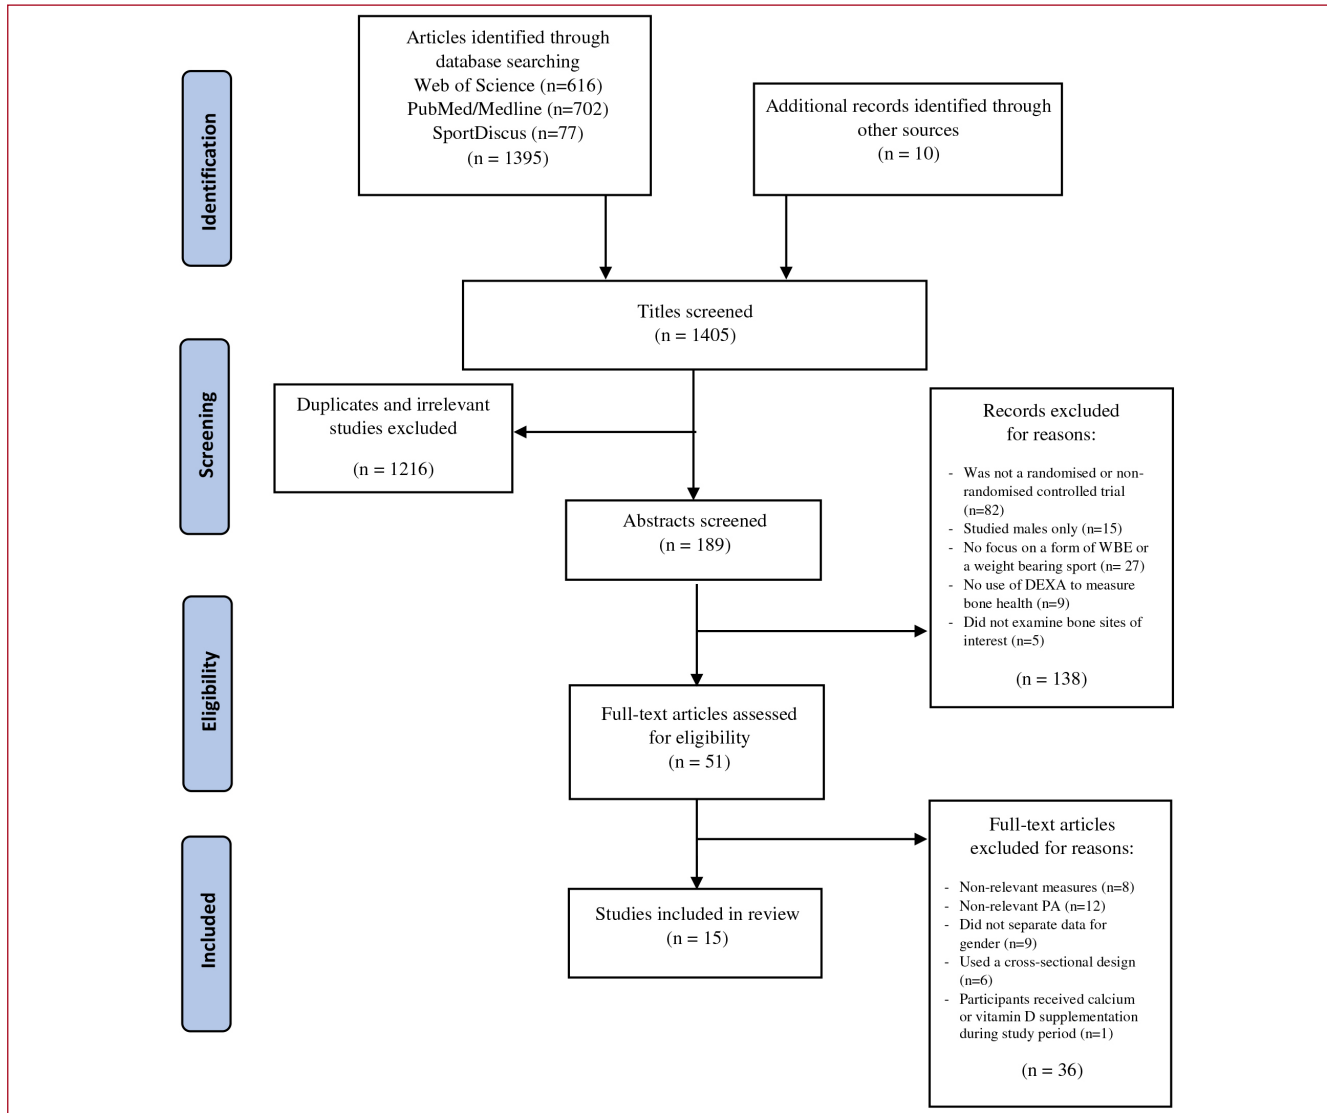 Identification
Articles identified through
database searching
Web of Science (n=616)
PubMed/Medline (n=702)
SportDiscus (n=77)
(n = 1395)
Additional records identified through
other sources
(n = 10)
Titles screened
(n = 1405)
Screening
Duplicates and irrelevant
studies excluded
(n = 1216)
Abstracts screened
(n = 189)
Records excluded
for reasons:
- Was not a randomised or non-
randomised controlled trial
(n=82)
- Studied males only (n=15)
- No focus on a form of WBE or
a weight bearing sport (n= 27)
- No use of DEXA to measure
bone health (n=9)
- Did not examine bone sites of
interest (n=5)
(n = 138)
Eligibility
Full-text articles assessed
for eligibility
(n = 51)
Included
Studies included in review
(n = 15)
Full-text articles
excluded for reasons:
- Non-relevant measures (n=8)
- Non-relevant PA (n=12)
- Did not separate data for
gender (n=9)
- Used a cross-sectional design
(n=6)
- Participants received calcium
or vitamin D supplementation
during study period (n=1)
(n = 36)